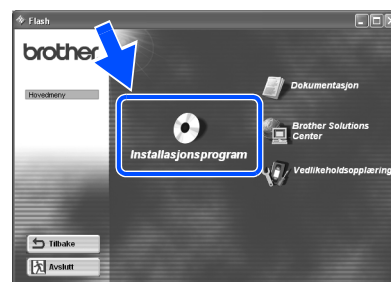 Flash
brother
Hovedmeny
Dokumentasjon
Brother Solutions
Center
Installasjonsprogram
Vedlikeholdsopplæring
Tilbake
Avslutt